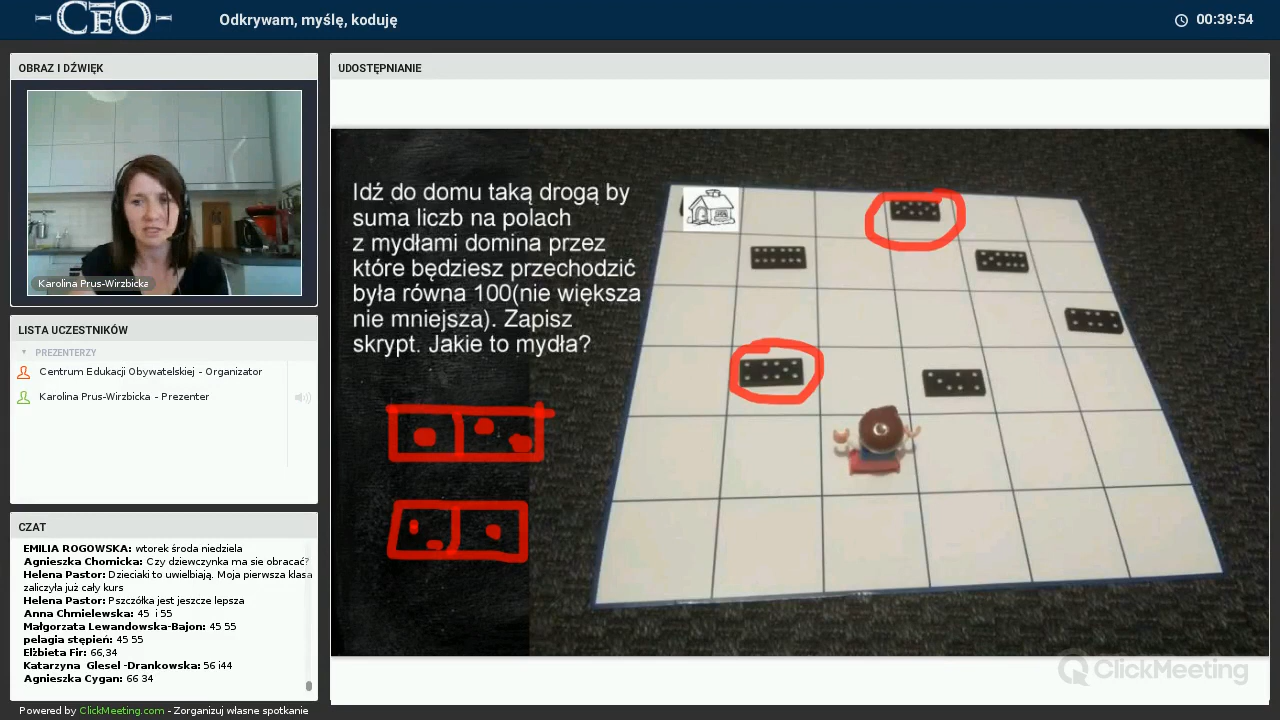 CEO
Odkrywam, myślę, koduję
00:39:54
OBRAZ I DŹWIĘK
Karolina Prus-Wirzbicka
LISTA UCZESTNIKÓW
PREZENTERZY
Centrum Edukacji Obywatelskiej - Organizator
Karolina Prus-Wirzbicka - Prezenter
CZAT
EMILIA ROGOWSKA: wtorek środa niedziela
Agnieszka Chomicka: Czy dziewczynka ma sie obracać?
Helena Pastor: Dzieciaki to uwielbiają. Moja pierwsza klasa
zaliczyła już cały kurs
Helena Pastor: Pszczółka jest jeszcze lepsza
Anna Chmielewska: 45 i 55
Małgorzata Lewandowska-Bajon: 45 55
pelagia stępień: 45 55
Elżbieta Fir: 66,34
Katarzyna Glesel -Drankowska: 56 i44
Agnieszka Cygan: 66 34
Powered by ClickMeeting.com - Zorganizuj własne spotkanie
UDOSTĘPNIANIE
Idź do domu taką drogą by
suma liczb na polach
z mydłami domina przez
które będziesz przechodzić
była równa 100(nie większa
nie mniejsza). Zapisz
skrypt. Jakie to mydła?
ClickMeeting